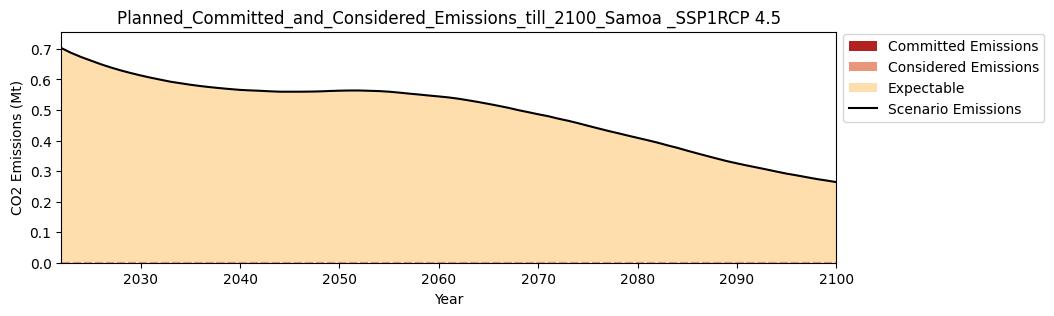 Planned_Committed_and_Considered_Emissions_till_2100_Samoa _SSP1RCP 4.5
CO2 Emissions (Mt)
0.7
0.6
0.5
0.4
0.3
0.2
0.1
0.0
2030 2040 2050 2060 2070 2080 2090 2100
Year
Committed Emissions
Considered Emissions
Expectable
Scenario Emissions